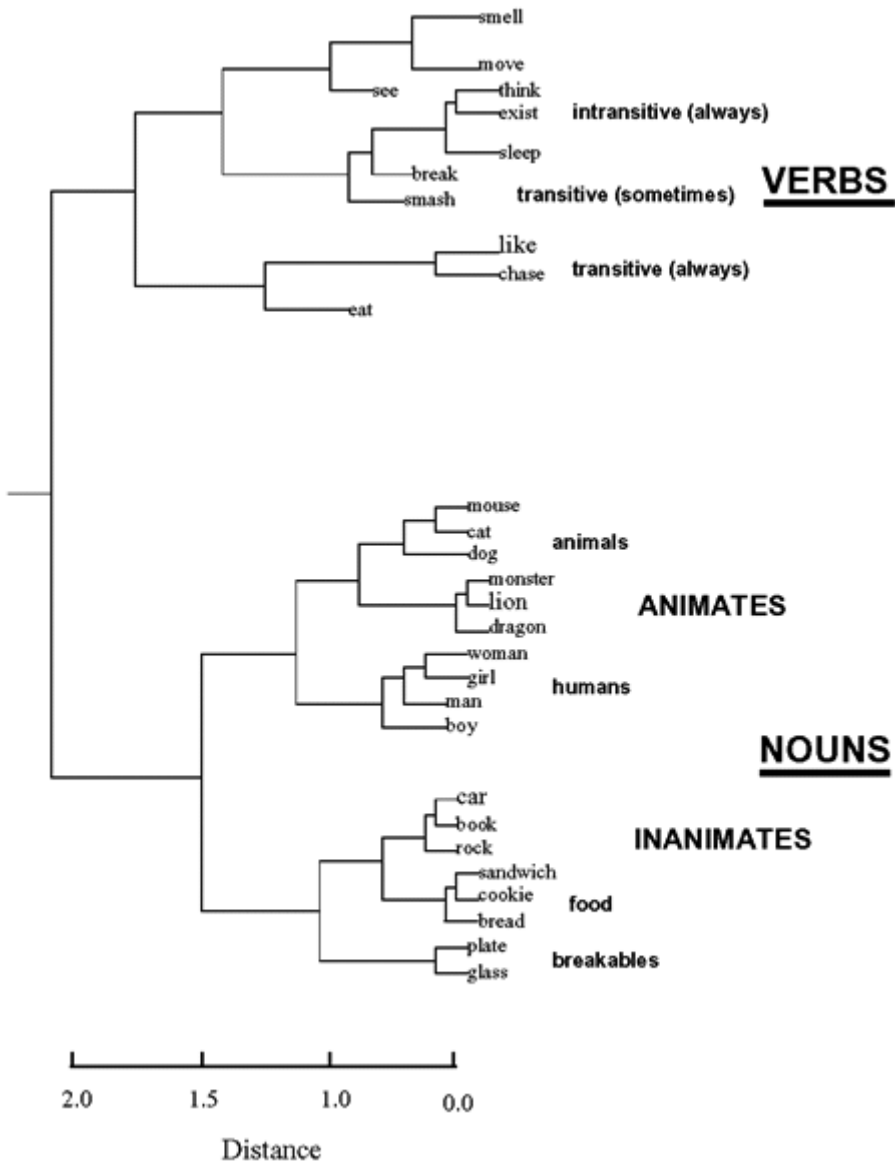 smell
move
see
think
exist
intransitive (always)
sleep
break
VERBS
smash
transitive (sometimes)
like
chase
transitive (always)
eat
mouse
cat
animals
dog
monster
lion
ANIMATES
dragon
woman
girl
humans
man
boy
NOUNS
car
book
INANIMATES
rock
sandwich
cookie
food
bread
plate
breakables
glass
2.0 1.5 1.0 0.0
Distance